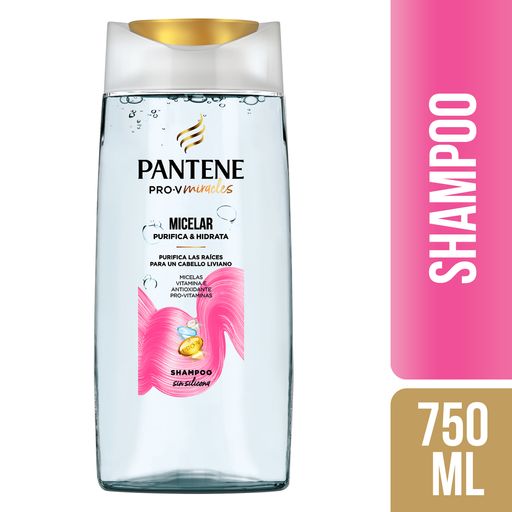 PANTENE
PRO-V miracles
MICELAR
PURIFICA & HIDRATA
PURIFICA LAS RAÍCES
PARA UN CABELLO LIVIANO
MICELAS
VITAMINA E
ANTIOXIDANTE
PRO-VITAMINAS
PRO-V
SHAMPOO
sin silicona
SHAMPOO
750
ML